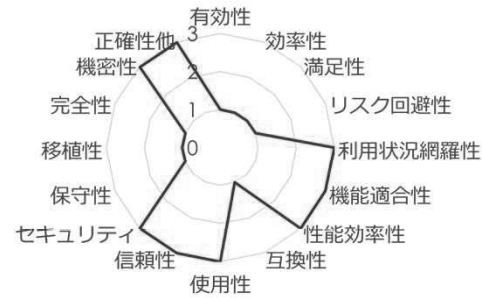 有効性
効率性
満足性
リスク回避性
利用状況網羅性
機能適合性
性能効率性
互換性
使用性
信頼性
セキュリティ
保守性
移植性
完全性
機密性
正確性他
3
2
1
0